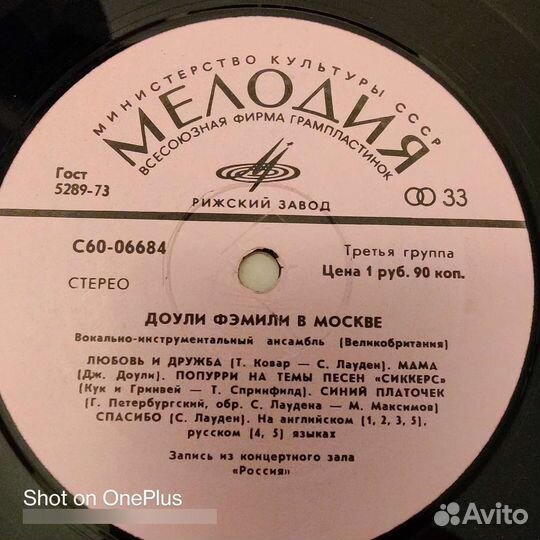 МИНИСТЕРСТВО КУЛЬТУРЫ СССР
МЕЛОДИЯ
ВСЕСОЮЗНАЯ ФИРМА ГРАМПЛАСТИНОК
Гост
5289-73
33
РИЖСКИЙ ЗАВОД
С60-06684
Третья группа
Цена 1 руб. 90 коп.
СТЕРЕО
ДОУЛИ ФЭМИЛИ В МОСКВЕ
Вокально-инструментальный ансамбль (Великобритания)
ЛЮБОВЬ И ДРУЖБА (Т. Ковар — С. Лауден). МАМА
(Дж. Доули). ПОПУРРИ НА ТЕМЫ ПЕСЕН «СИККЕРС»
(Кук и Гринвей — Т. Спринфилд). СИНИЙ ПЛАТОЧЕК
(Г. Петербургский, обр. С. Лаудена — М. Максимов)
СПАСИБО (С. Лауден). На английском (1, 2, 3, 5),
русском (4, 5) языках
Запись из концертного зала
«Россия»
Shot on OnePlus
Avito